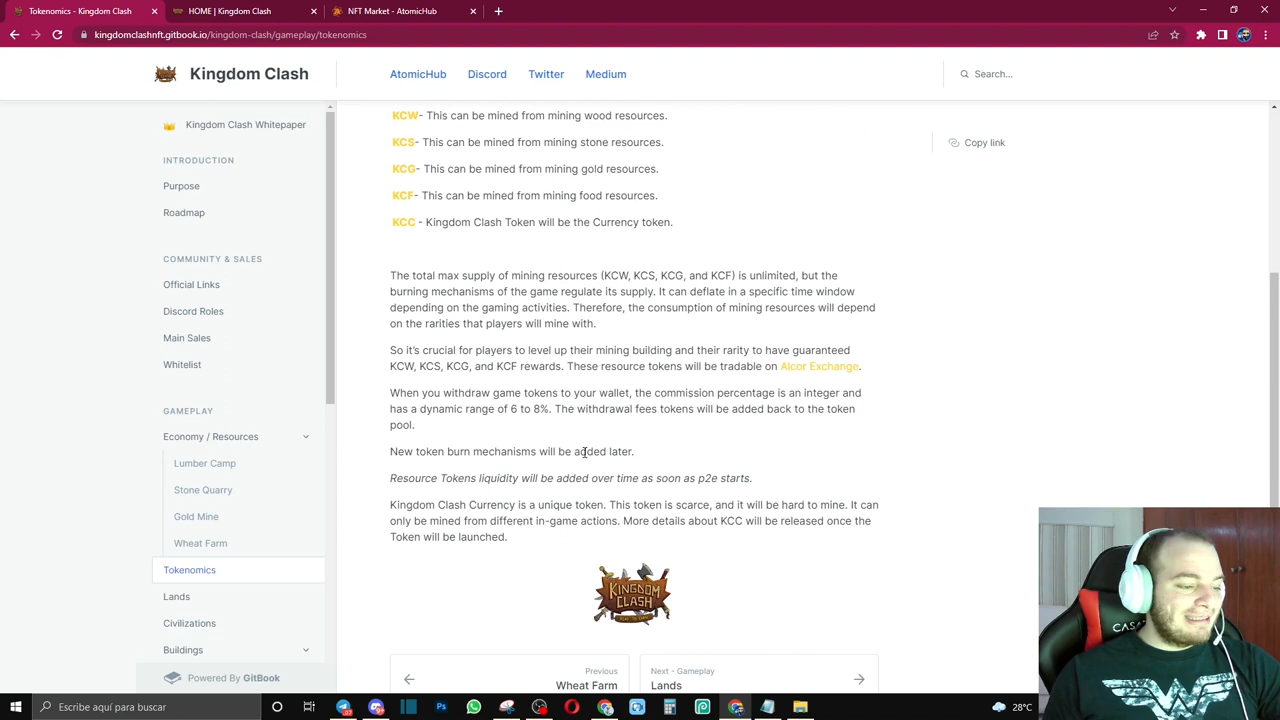 Tokenomics - Kingdom Clash
HOME | Kingdom Clash
NFT Market - AtomicHub
kingdomclashnft.gitbook.io/kingdom-clash/gameplay/tokenomics
Kingdom Clash
AtomicHub
Discord
Twitter
Medium
Search...
Kingdom Clash Whitepaper
INTRODUCTION
Purpose
Roadmap
COMMUNITY & SALES
Official Links
Discord Roles
Main Sales
Whitelist
GAMEPLAY
Economy / Resources
Lumber Camp
Stone Quarry
Gold Mine
Wheat Farm
Tokenomics
Lands
Civilizations
Buildings
Powered By GitBook
KCW- This can be mined from mining wood resources.
KCS- This can be mined from mining stone resources.
KCG- This can be mined from mining gold resources.
KCF- This can be mined from mining food resources.
KCC - Kingdom Clash Token will be the Currency token.
The total max supply of mining resources (KCW, KCS, KCG, and KCF) is unlimited, but the
burning mechanisms of the game regulate its supply. It can deflate in a specific time window
depending on the gaming activities. Therefore, the consumption of mining resources will depend
on the rarities that players will mine with.
So it's crucial for players to level up their mining building and their rarity to have guaranteed
KCW, KCS, KCG, and KCF rewards. These resource tokens will be tradable on Alcor Exchange.
When you withdraw game tokens to your wallet, the commission percentage is an integer and
has a dynamic range of 6 to 8%. The withdrawal fees tokens will be added back to the token
pool.
New token burn mechanisms will be added later.
Resource Tokens liquidity will be added over time as soon as p2e starts.
Kingdom Clash Currency is a unique token. This token is scarce, and it will be hard to mine. It can
only be mined from different in-game actions. More details about KCC will be released once the
Token will be launched.
KINGDOM
CLASH
Previous
Wheat Farm
Next - Gameplay
Lands
Copy link
Escribe aquí para buscar
28°C